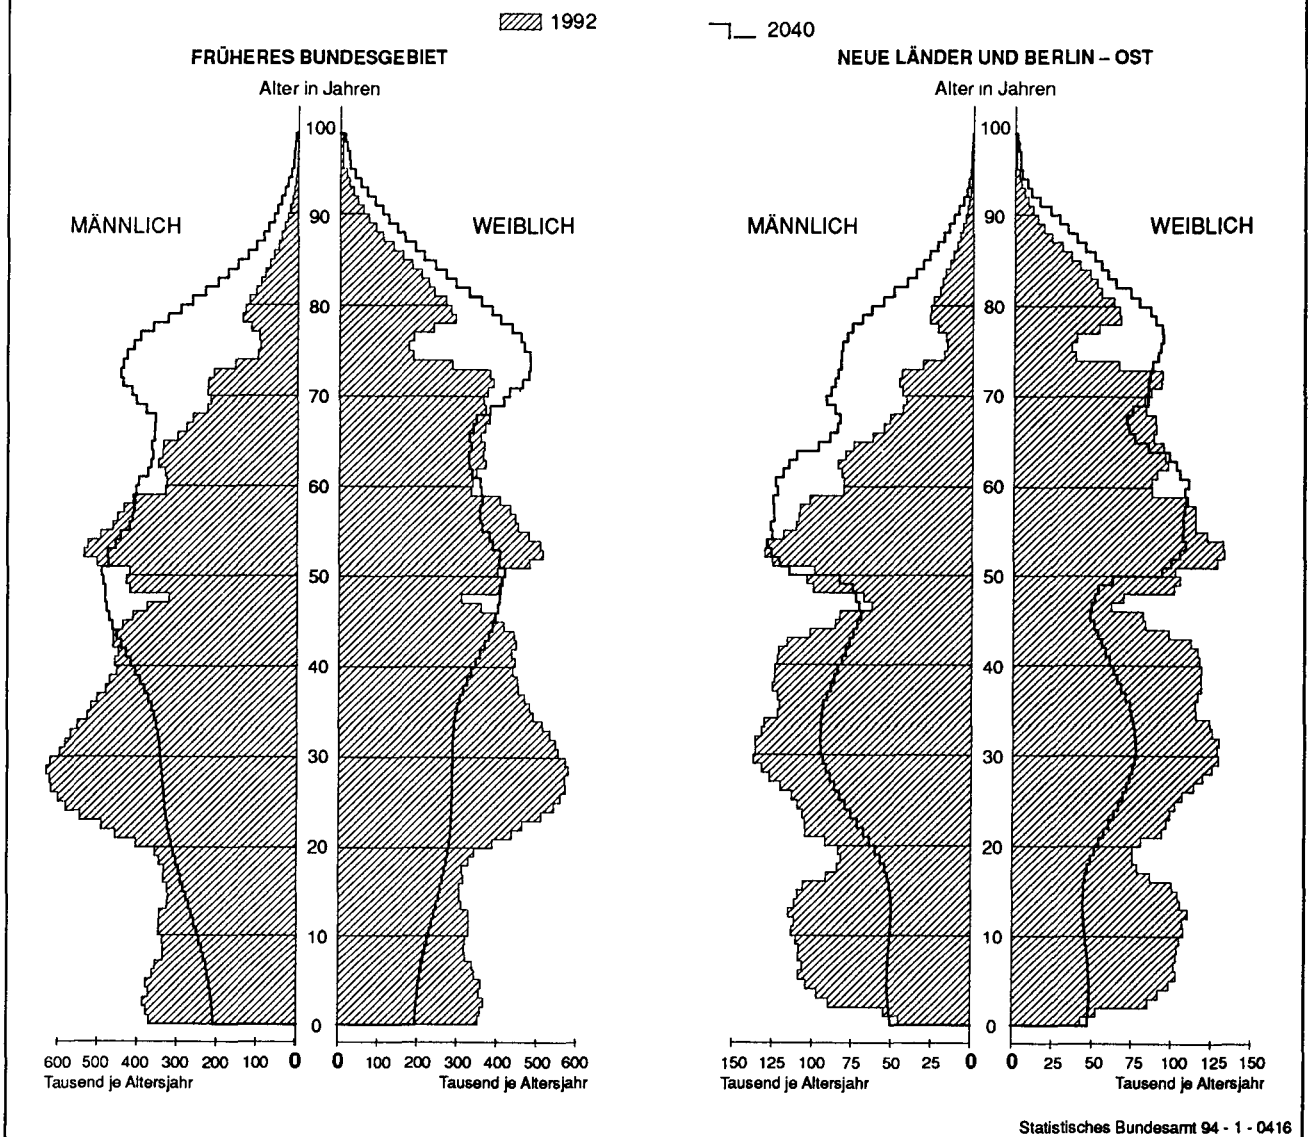 1992 2040
FRÜHERES BUNDESGEBIET
Alter in Jahren
100
MÄNNLICH 90 WEIBLICH
80
70
60
50
40
30
20
10
0
600 500 400 300 200 100 0 0 100 200 300 400 500 600
Tausend je Altersjahr Tausend je Altersjahr
NEUE LÄNDER UND BERLIN – OST
Alter in Jahren
100
MÄNNLICH 90 WEIBLICH
80
70
60
50
40
30
20
10
0
150 125 100 75 50 25 0 0 25 50 75 100 125 150
Tausend je Altersjahr Tausend je Altersjahr
Statistisches Bundesamt 94 - 1 - 0416